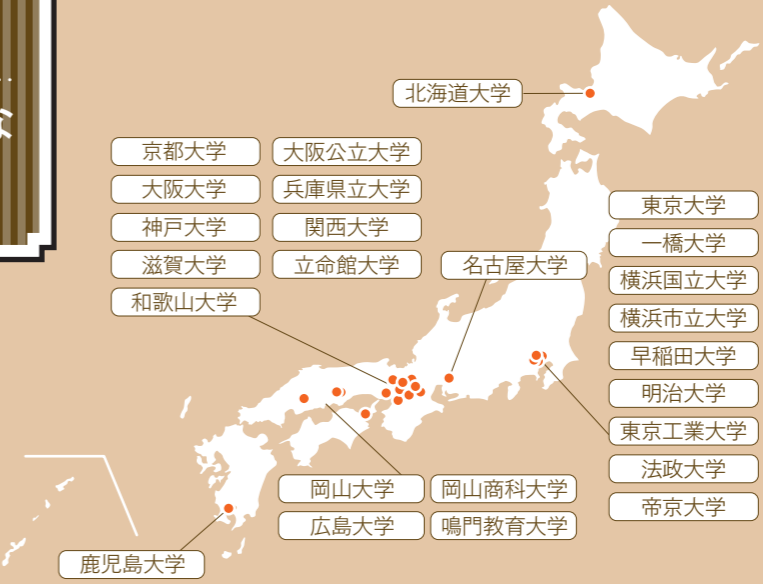 な
北海道大学
京都大学
大阪公立大学
大阪大学
兵庫県立大学
神戸大学
関西大学
滋賀大学
立命館大学
和歌山大学
名古屋大学
東京大学
一橋大学
横浜国立大学
横浜市立大学
早稲田大学
明治大学
東京工業大学
法政大学
帝京大学
岡山大学
岡山商科大学
広島大学
鳴門教育大学
鹿児島大学